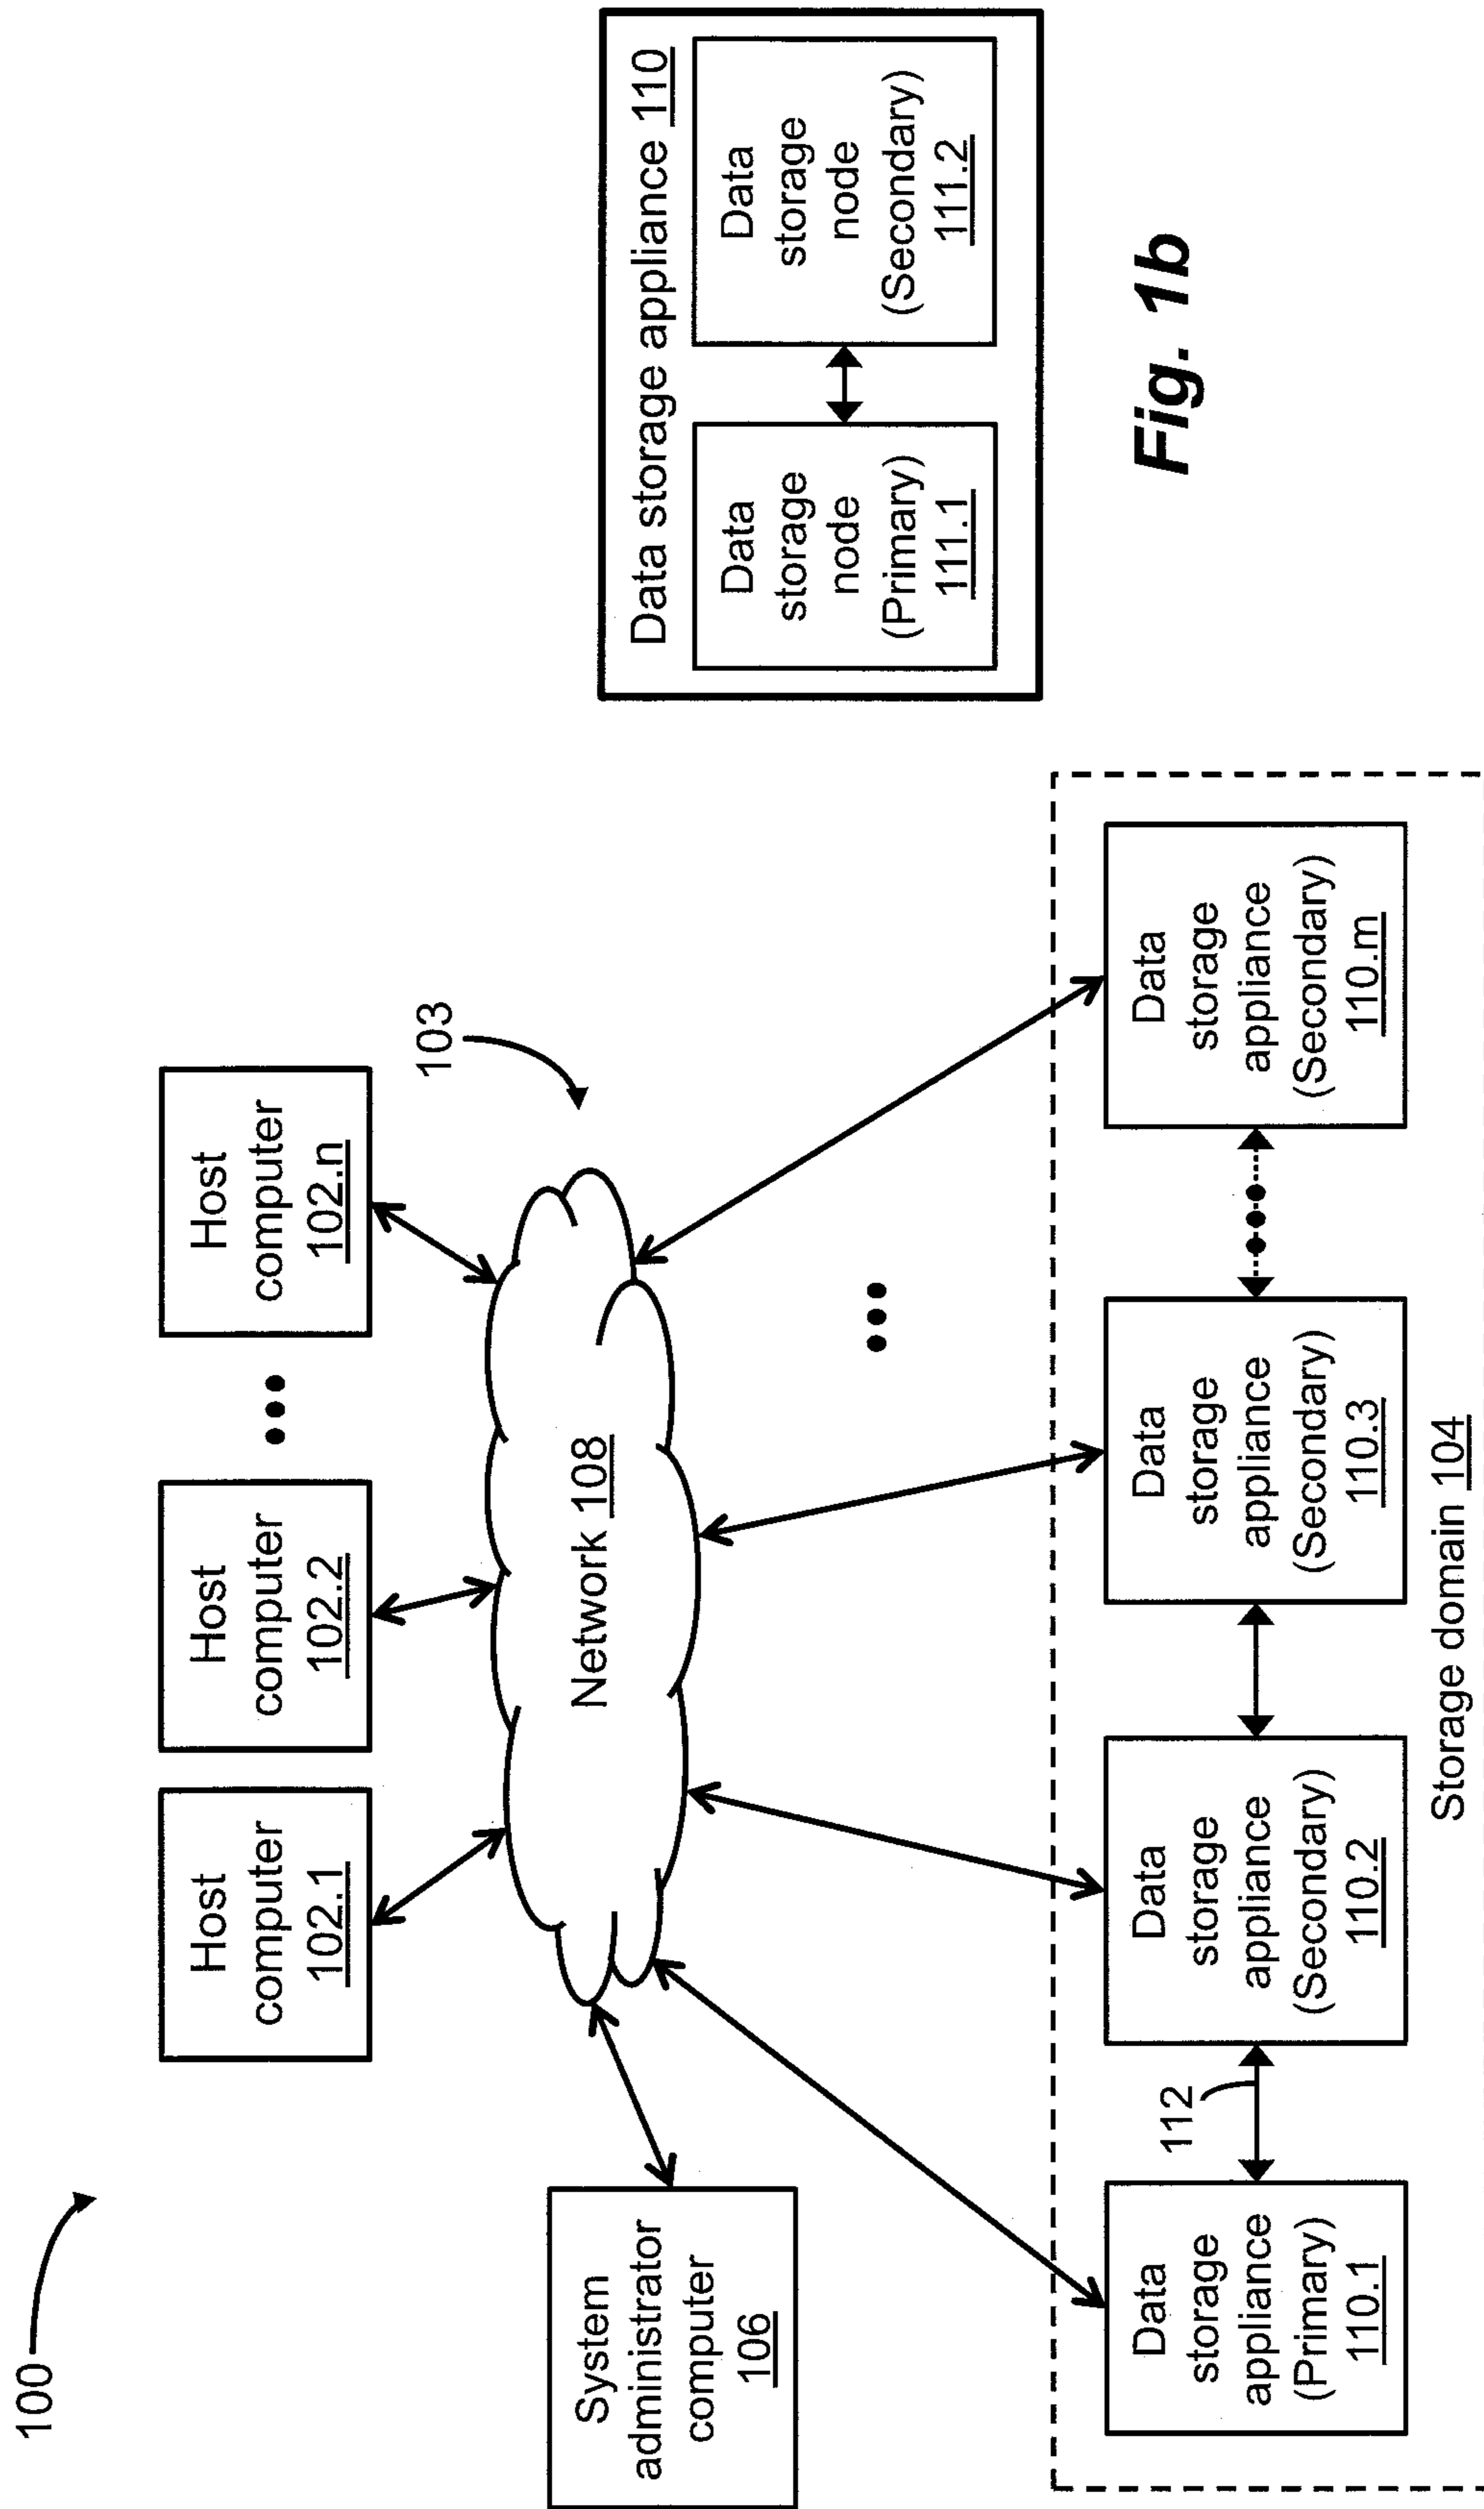 100
Host
computer
102.1
Host
computer
102.2
•••
Host
computer
102.n
103
System
administrator
computer
106
Network 108
•••
112
Data
storage
appliance
(Primary)
110.1
Data
storage
appliance
(Secondary)
110.2
Data
storage
appliance
(Secondary)
110.3
Data
storage
appliance
(Secondary)
110.m
Storage domain 104
Data storage appliance 110
Data
storage
node
(Primary)
111.1
Data
storage
node
(Secondary)
111.2
Fig. 1b